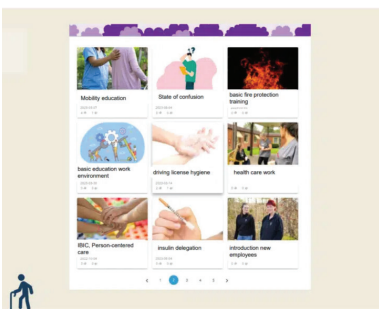 Mobility education
State of confusion
basic fire protection
training
basic education work
environment
driving license hygiene
health care work
IBIC, Person-centered
care
insulin delegation
introduction new
employees
1 2 3 4 5